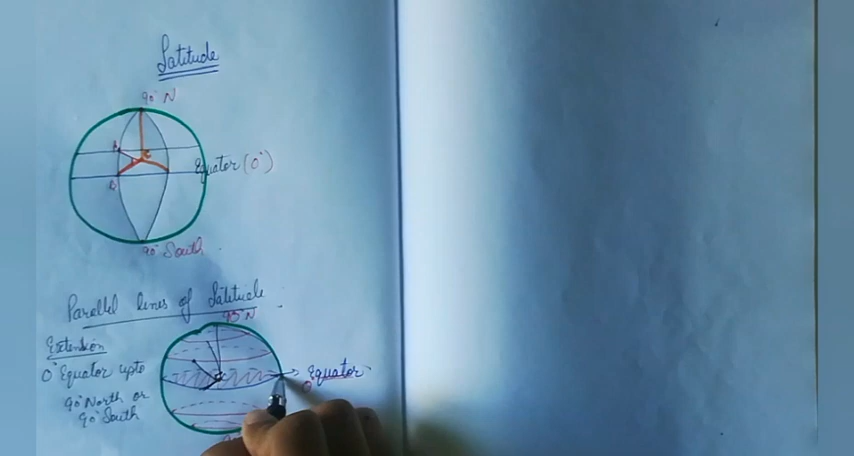 Latitude
90° N
A
C
Equator (0°)
B
90° South
Parallel lines of Latitude
90° N
Extension
0° Equator upto
90° North or
90° South
Equator
0°